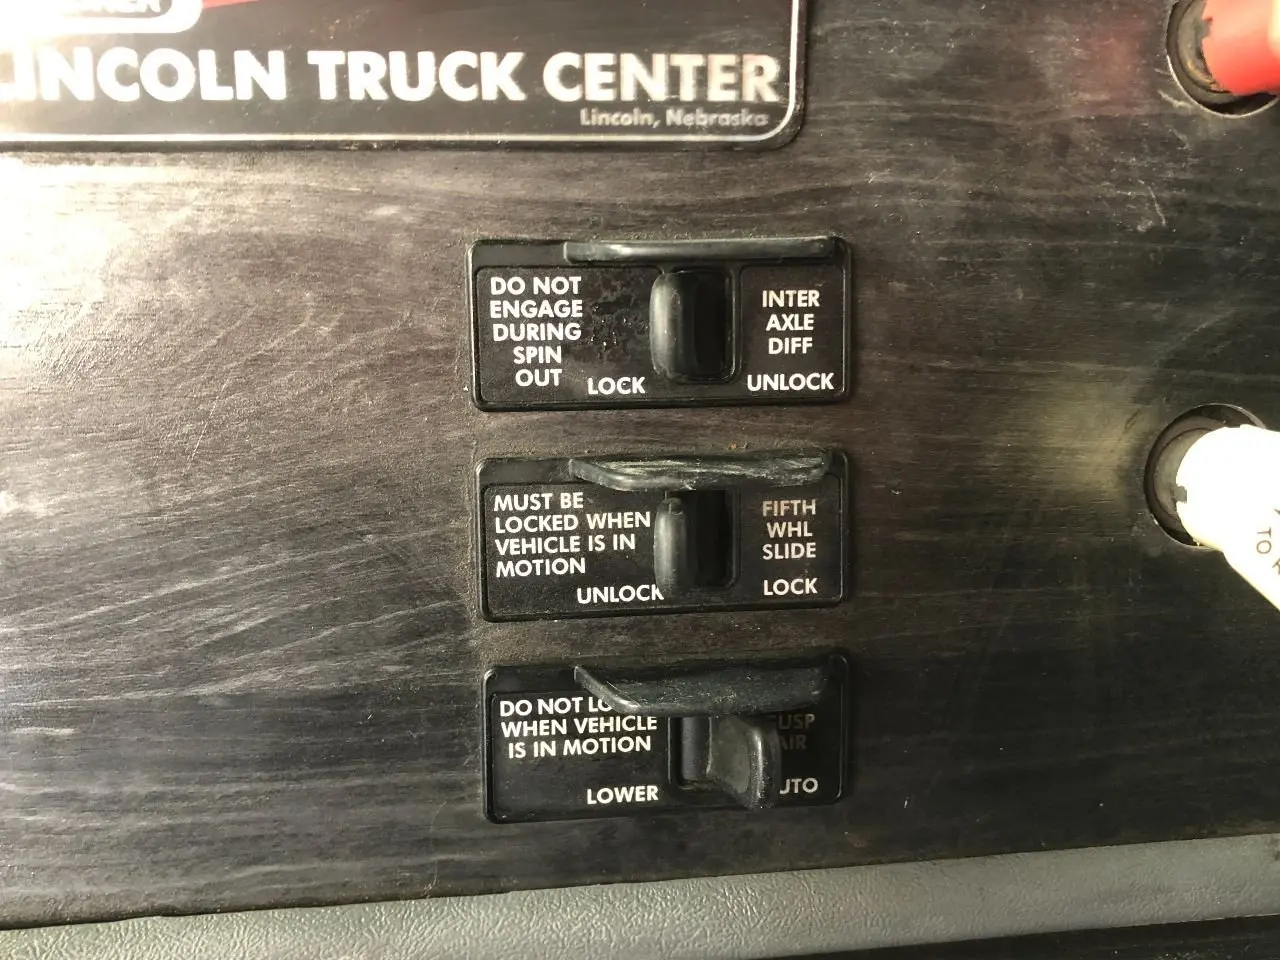 LINCOLN TRUCK CENTER
Lincoln, Nebraska
DO NOT
ENGAGE
DURING
SPIN
OUT
LOCK
INTER
AXLE
DIFF
UNLOCK
MUST BE
LOCKED WHEN
VEHICLE IS IN
MOTION
UNLOCK
FIFTH
WHL
SLIDE
LOCK
DO NOT
WHEN VEHICLE
IS IN MOTION
LOWER
TO